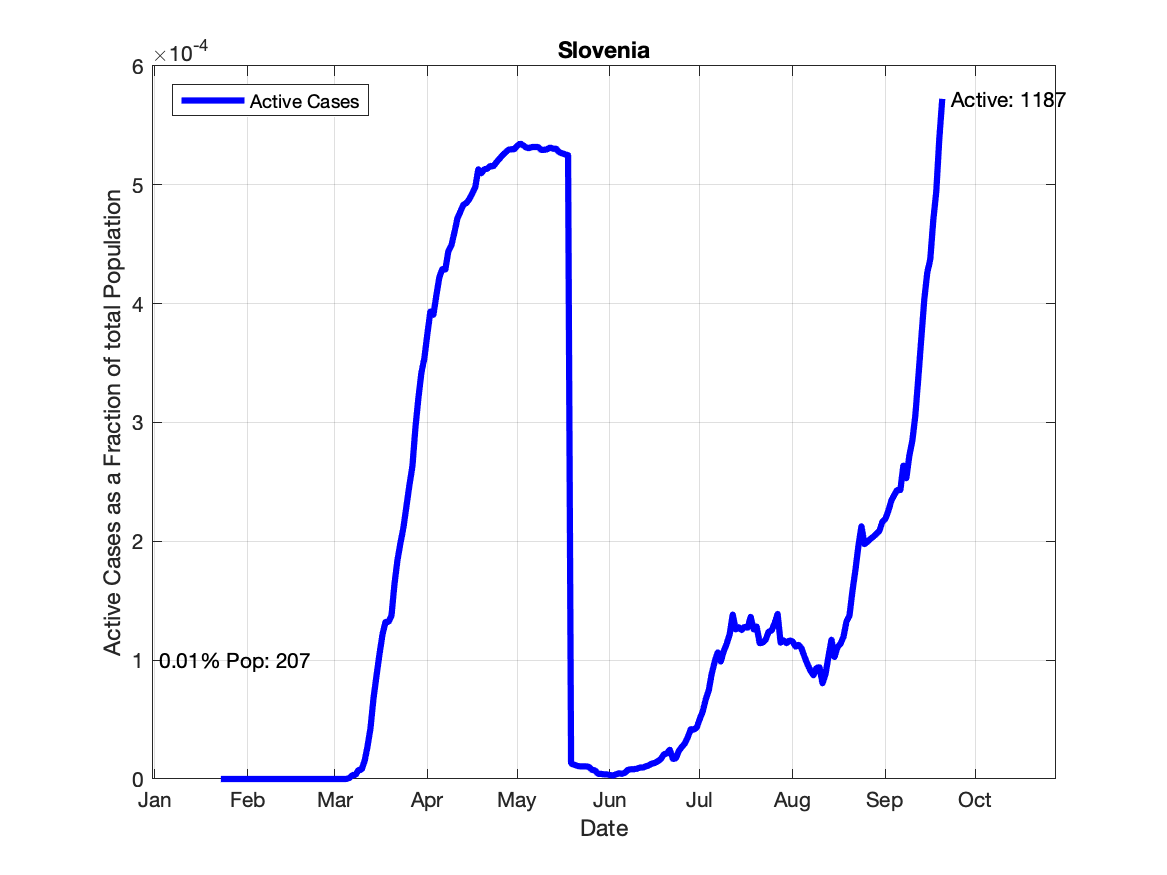 Slovenia
×10-4
6
5
4
3
2
1
0
Active Cases as a Fraction of total Population
Active Cases
Active: 1187
0.01% Pop: 207
Jan Feb Mar Apr May Jun Jul Aug Sep Oct
Date